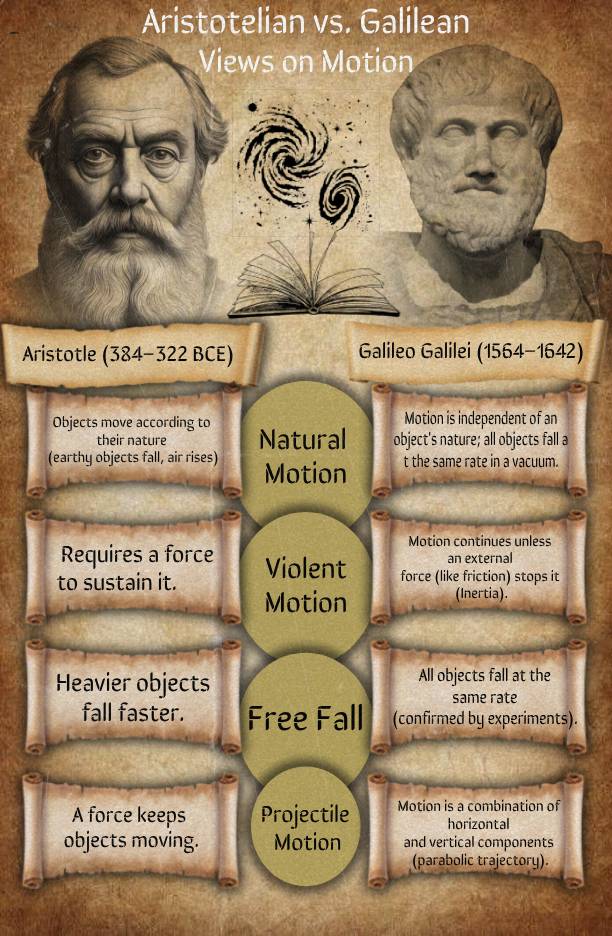 Aristotelian vs. Galilean
Views on Motion
Aristotle (384–322 BCE)
Galileo Galilei (1564–1642)
Objects move according to
their nature
(earthy objects fall, air rises)
Natural
Motion
Motion is independent of an
object's nature; all objects fall a
t the same rate in a vacuum.
Requires a force
to sustain it.
Violent
Motion
Motion continues unless
an external
force (like friction) stops it
(Inertia).
Heavier objects
fall faster.
Free Fall
All objects fall at the
same rate
(confirmed by experiments).
A force keeps
objects moving.
Projectile
Motion
Motion is a combination of
horizontal
and vertical components
(parabolic trajectory).